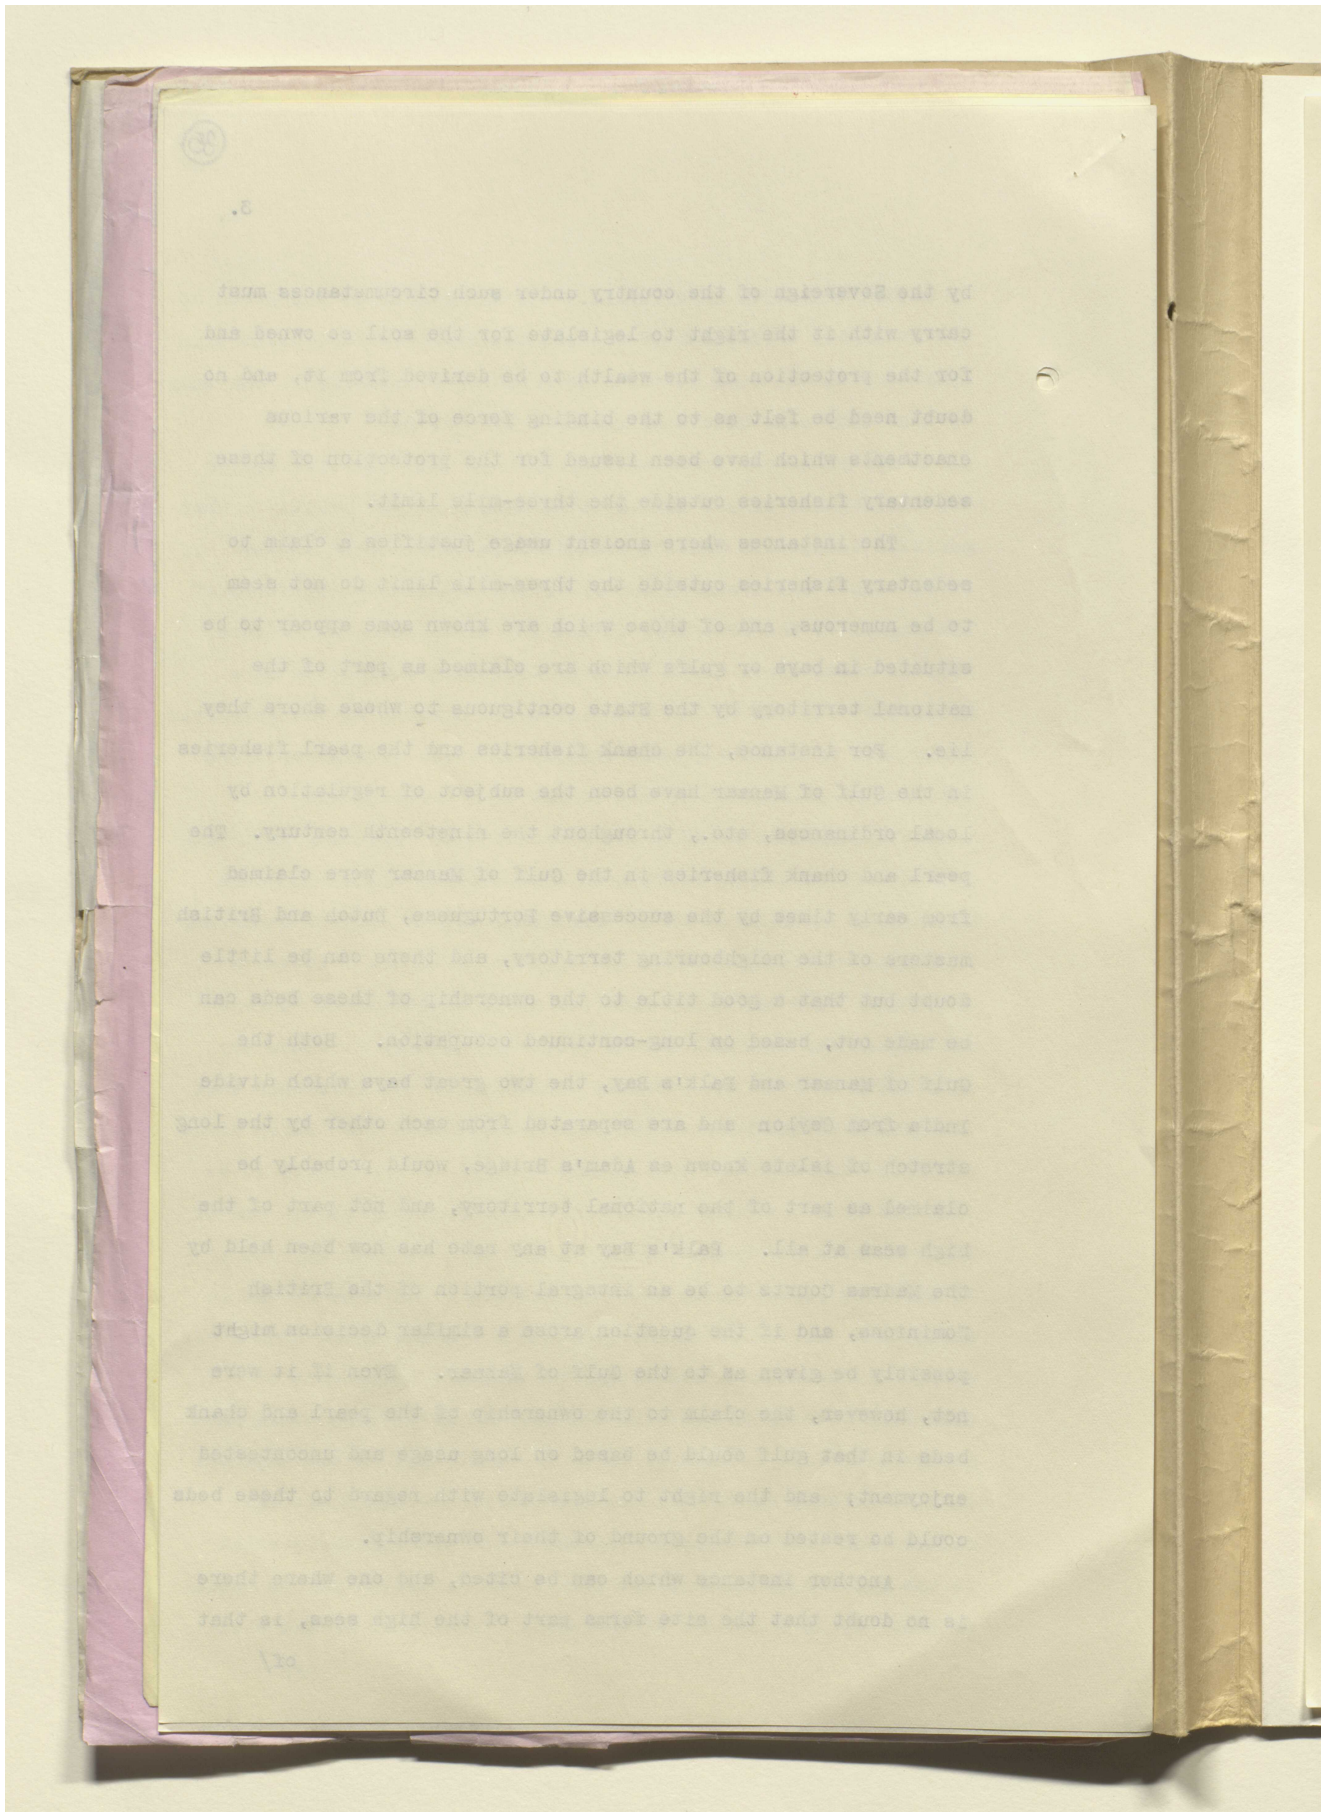 35
3.
by the Sovereign of the country under such circumstances must
carry with it the right to legislate for the soil so owned and
for the protection of the wealth to be derived from it, and no
doubt need be felt as to the binding force of the various
enactments which have been issued for the protection of these
sedentary fisheries outside the three-mile limit.
The instances where ancient usage justifies a claim to
sedentary fisheries outside the three-mile limit do not seem
to be numerous, and of those which are known some appear to be
situated in bays or gulfs which are claimed as part of the
national territory by the State contiguous to whose shore they
lie. For instance, the chank fisheries and the pearl fisheries
in the Gulf of Manaar have been the subject of regulation by
local ordinances, etc., throughout the nineteenth century. The
pearl and chank fisheries in the Gulf of Manaar were claimed
from early times by the successive Portuguese, Dutch and British
masters of the neighbouring territory, and there can be little
doubt but that a good title to the ownership of these beds can
be made out, based on long-continued occupation. Both the
Gulf of Manaar and Palk's Bay, the two great bays which divide
India from Ceylon and are separated from each other by the long
stretch of islets known as Adam's Bridge, would probably be
claimed as part of the national territory, and not part of the
high seas at all. Palk's Bay at any rate has now been held by
the Madras Courts to be an integral portion of the British
Dominions, and if the question arose a similar decision might
possibly be given as to the Gulf of Manaar. Even if it were
not, however, the claim to the ownership of the pearl and chank
beds in that gulf could be based on long usage and uncontested
enjoyment; and the right to legislate with regard to these beds
could be rested on the ground of their ownership.
Another instance which can be cited, and one where there
is no doubt that the site forms part of the high seas, is that
of/